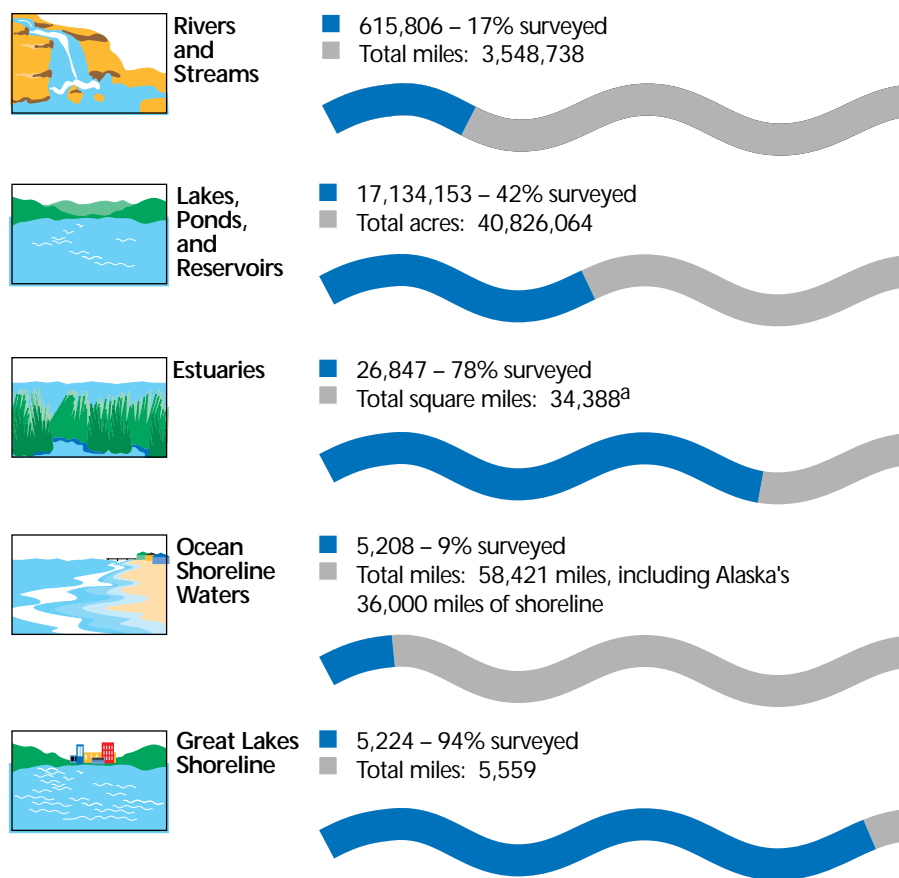 Rivers and Streams
615,806 – 17% surveyed
Total miles: 3,548,738
Lakes, Ponds, and Reservoirs
17,134,153 – 42% surveyed
Total acres: 40,826,064
Estuaries
26,847 – 78% surveyed
Total square miles: 34,388a
Ocean Shoreline Waters
5,208 – 9% surveyed
Total miles: 58,421 miles, including Alaska's
36,000 miles of shoreline
Great Lakes Shoreline
5,224 – 94% surveyed
Total miles: 5,559